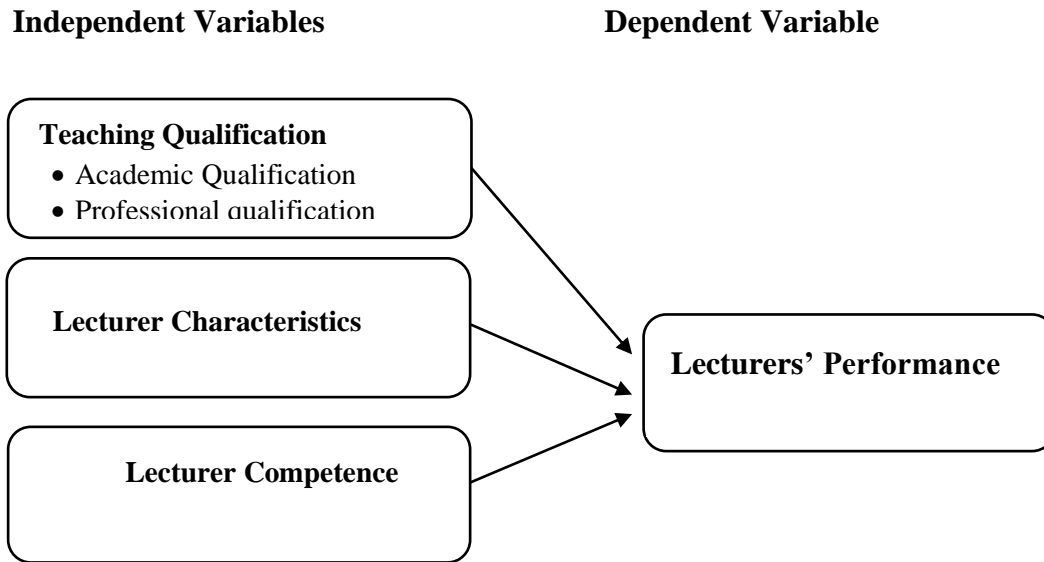 Independent Variables
Dependent Variable
Teaching Qualification
• Academic Qualification
• Professional qualification
Lecturer Characteristics
Lecturers’ Performance
Lecturer Competence